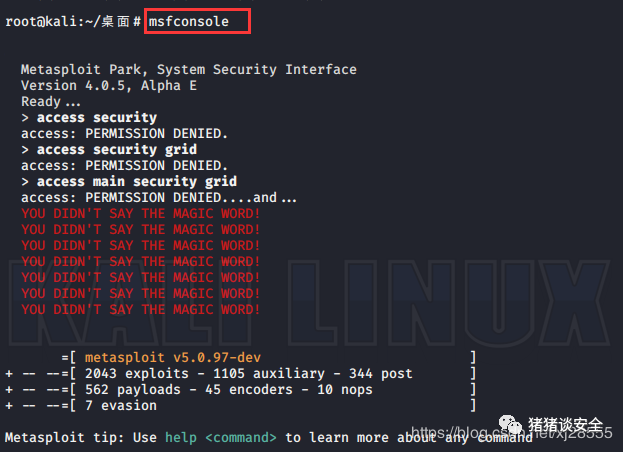 root@kali:~/桌面# msfconsole
Metasploit Park, System Security Interface
Version 4.0.5, Alpha E
Ready...
> access security
access: PERMISSION DENIED.
> access security grid
access: PERMISSION DENIED.
> access main security grid
access: PERMISSION DENIED....and...
YOU DIDN'T SAY THE MAGIC WORD!
YOU DIDN'T SAY THE MAGIC WORD!
YOU DIDN'T SAY THE MAGIC WORD!
YOU DIDN'T SAY THE MAGIC WORD!
YOU DIDN'T SAY THE MAGIC WORD!
YOU DIDN'T SAY THE MAGIC WORD!
YOU DIDN'T SAY THE MAGIC WORD!
KALI LINUX
=[ metasploit v5.0.97-dev ]
+ -- --=[ 2043 exploits - 1105 auxiliary - 344 post ]
+ -- --=[ 562 payloads - 45 encoders - 10 nops ]
+ -- --=[ 7 evasion ]
猪猪谈安全
https://blog.csdn.net/xj28555
Metasploit tip: Use help <command> to learn more about any command